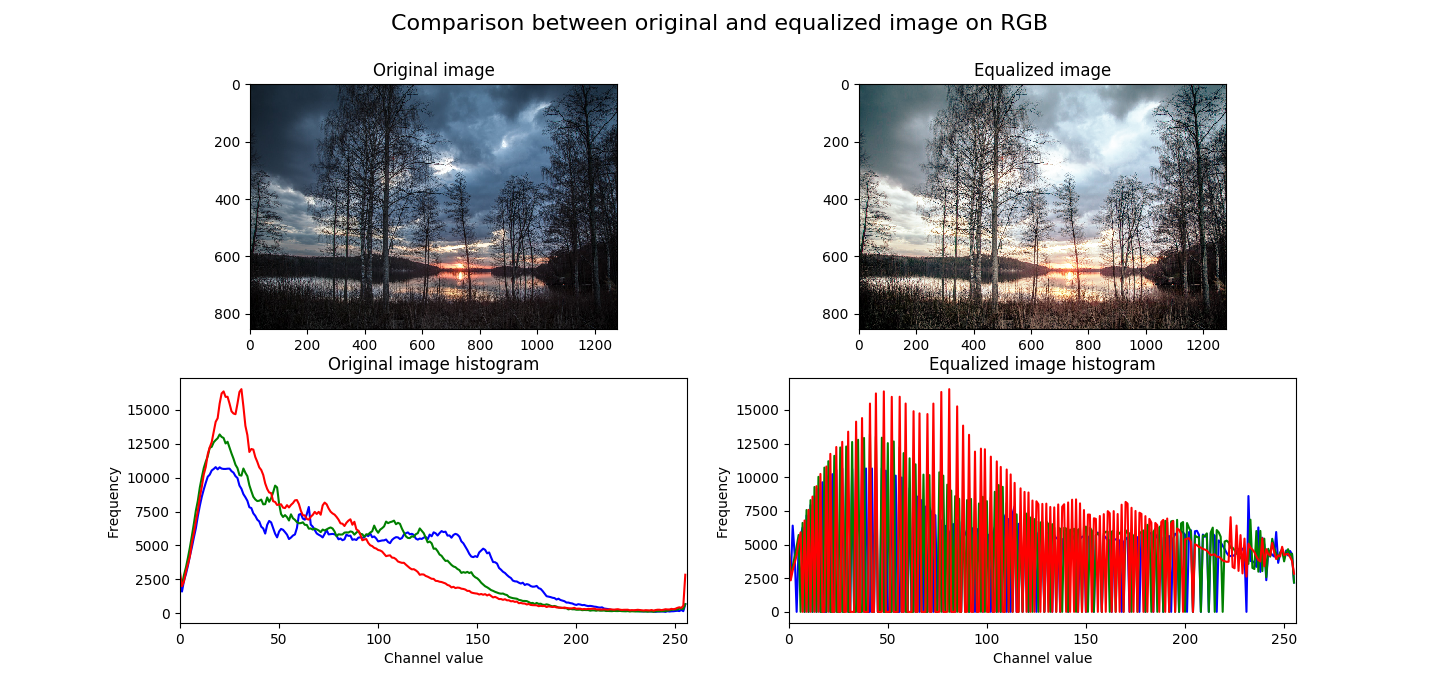 Comparison between original and equalized image on RGB
Original image
Equalized image
0
200
400
600
800
0 200 400 600 800 1000 1200
0
200
400
600
800
0 200 400 600 800 1000 1200
Original image histogram
Equalized image histogram
Frequency
15000
12500
10000
7500
5000
2500
0
0 50 100 150 200 250
Channel value
Frequency
15000
12500
10000
7500
5000
2500
0
0 50 100 150 200 250
Channel value